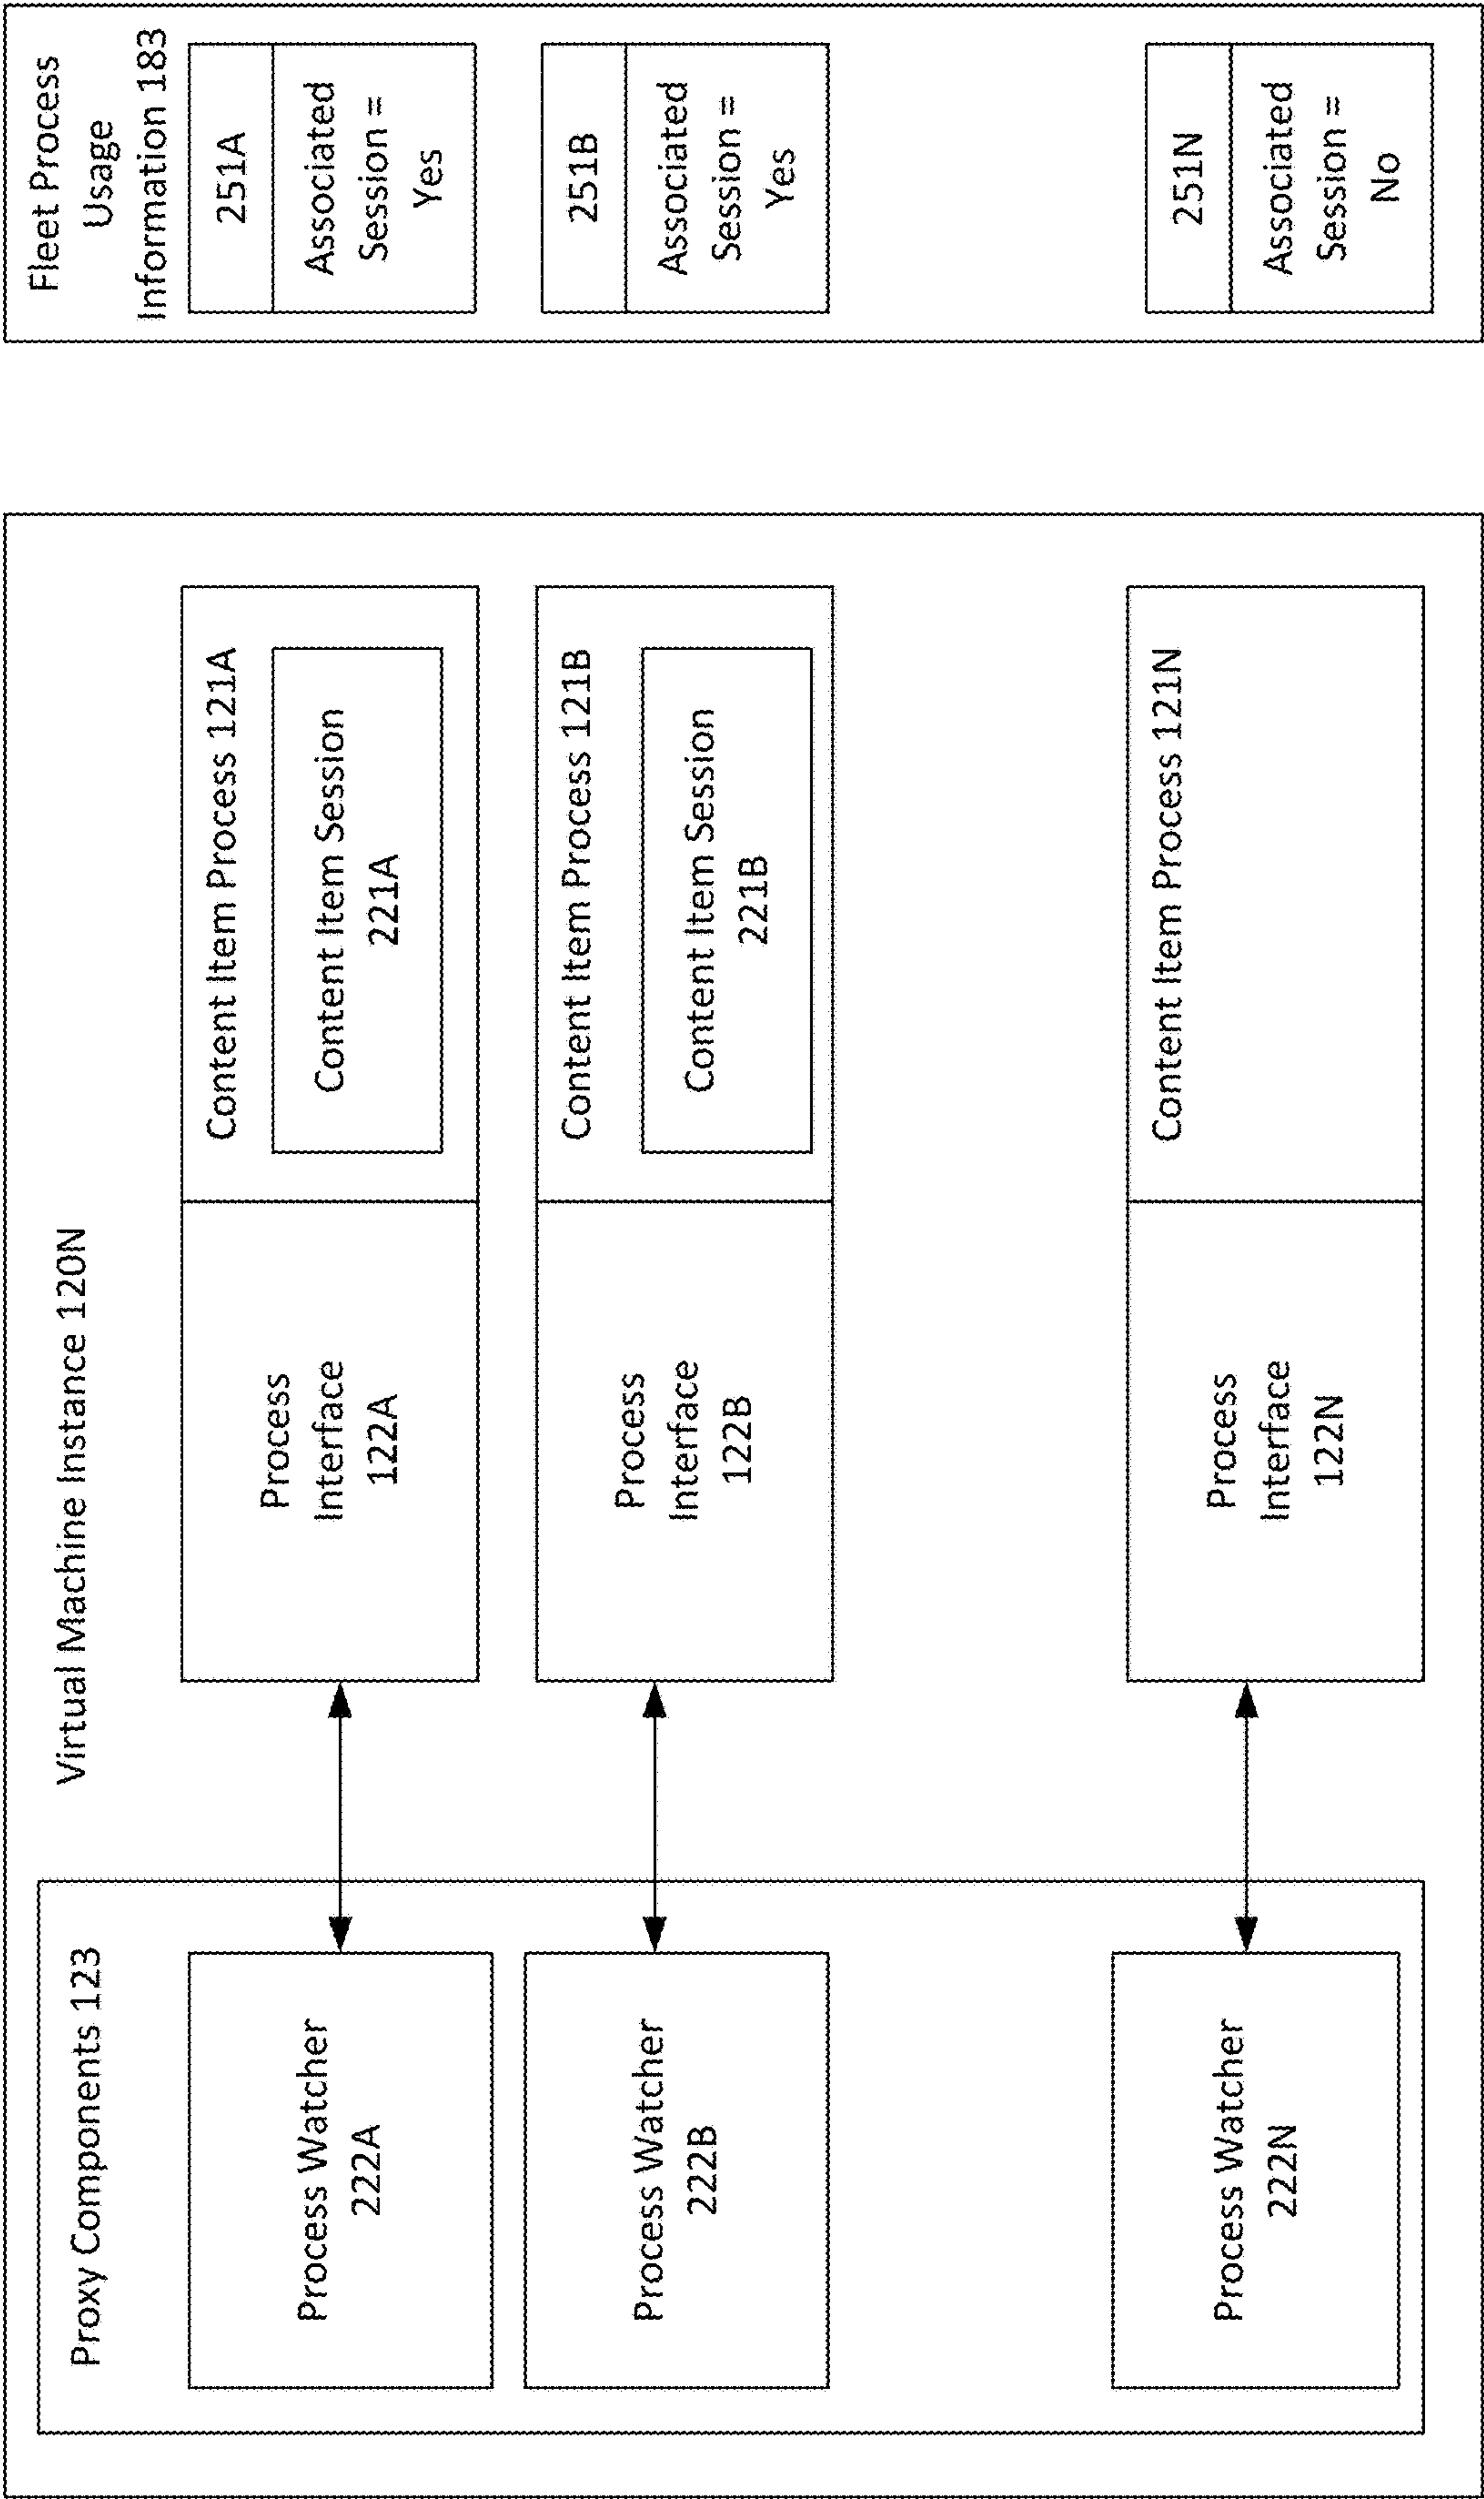 Virtual Machine Instance 120N
Proxy Components 123
Process Watcher
222A
Process
Interface
122A
Content Item Process 121A
Content Item Session
221A
Process Watcher
222B
Process
Interface
122B
Content Item Process 121B
Content Item Session
221B
Process Watcher
222N
Process
Interface
122N
Content Item Process 121N
Fleet Process
Usage
Information 183
251A
Associated
Session =
Yes
251B
Associated
Session =
Yes
251N
Associated
Session =
No